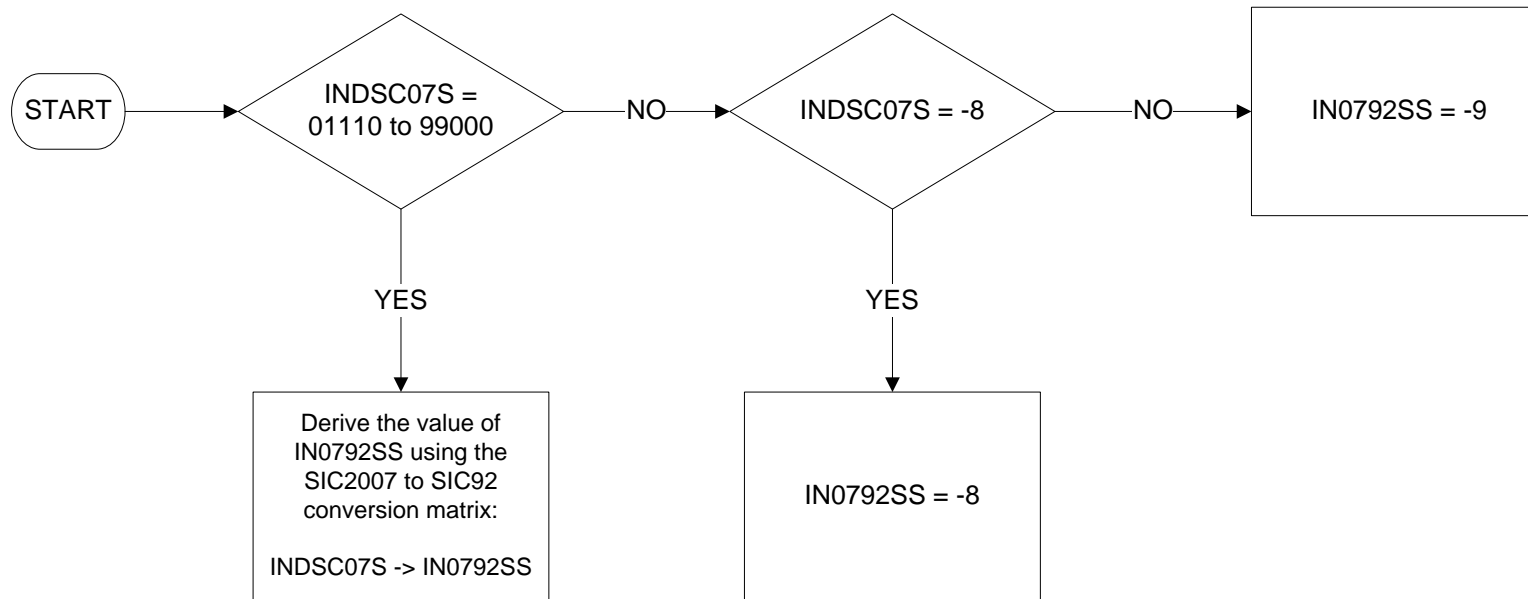 START
INDSC07S =
01110 to 99000
NO
INDSC07S = -8
NO
IN0792SS = -9
YES
YES
Derive the value of
IN0792SS using the
SIC2007 to SIC92
conversion matrix:
INDSC07S -> IN0792SS
IN0792SS = -8